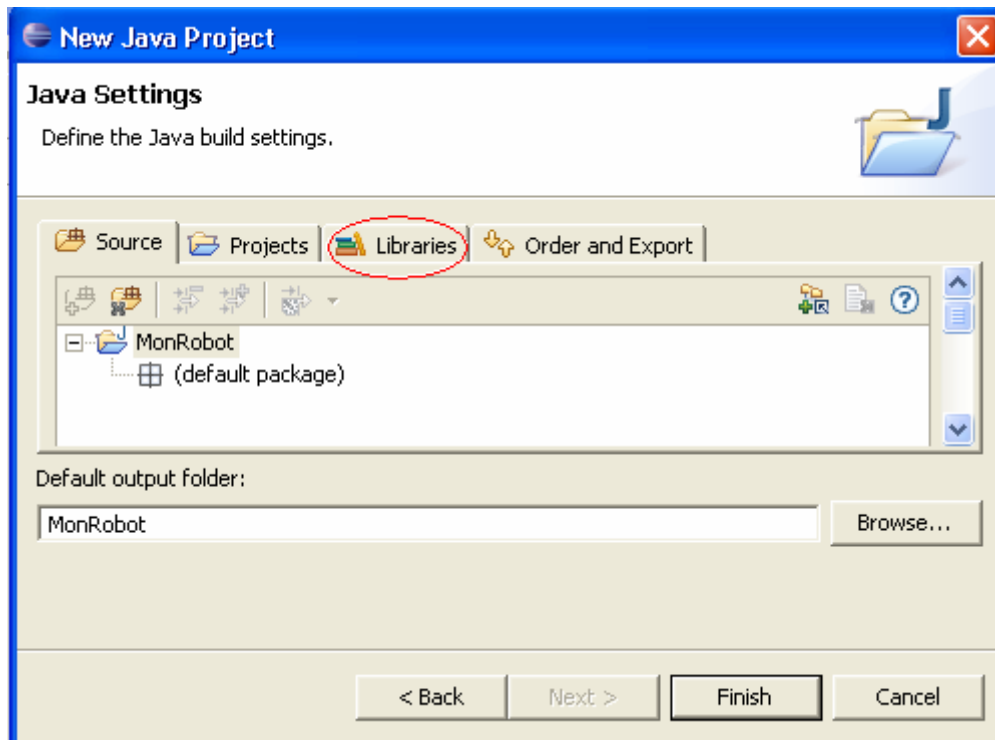 New Java Project
Java Settings
Define the Java build settings.
Source Projects Libraries Order and Export
MonRobot
(default package)
Default output folder:
MonRobot Browse...
< Back Next > Finish Cancel